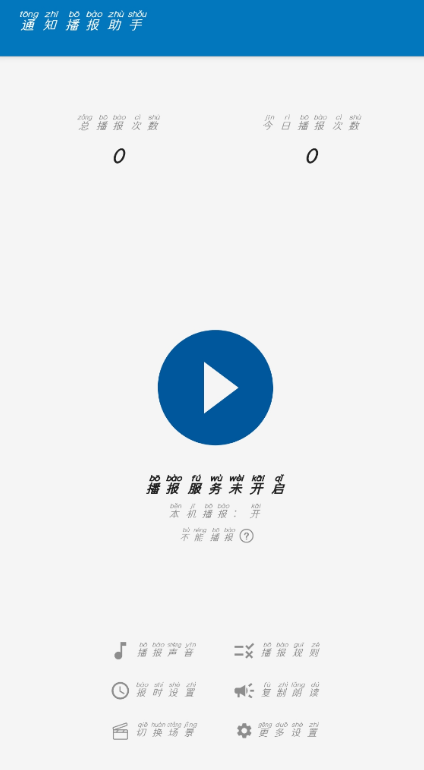 tōng zhī bō bào zhù shǒu
通知播报助手
zǒng bō bào cì shù
总播报次数
jīn rì bō bào cì shù
今日播报次数
0
0
bō bào fú wù wèi kāi qǐ
播报服务未开启
běn jī bō bào kāi
本机播报：开
bù néng bō bào
不能播报 ?
bō bào shēng yīn
播报声音
bō bào guī zé
播报规则
bào shí shè zhì
报时设置
fù zhì lǎng dú
复制朗读
qiē huàn chǎng jǐng
切换场景
gēng duō shè zhì
更多设置